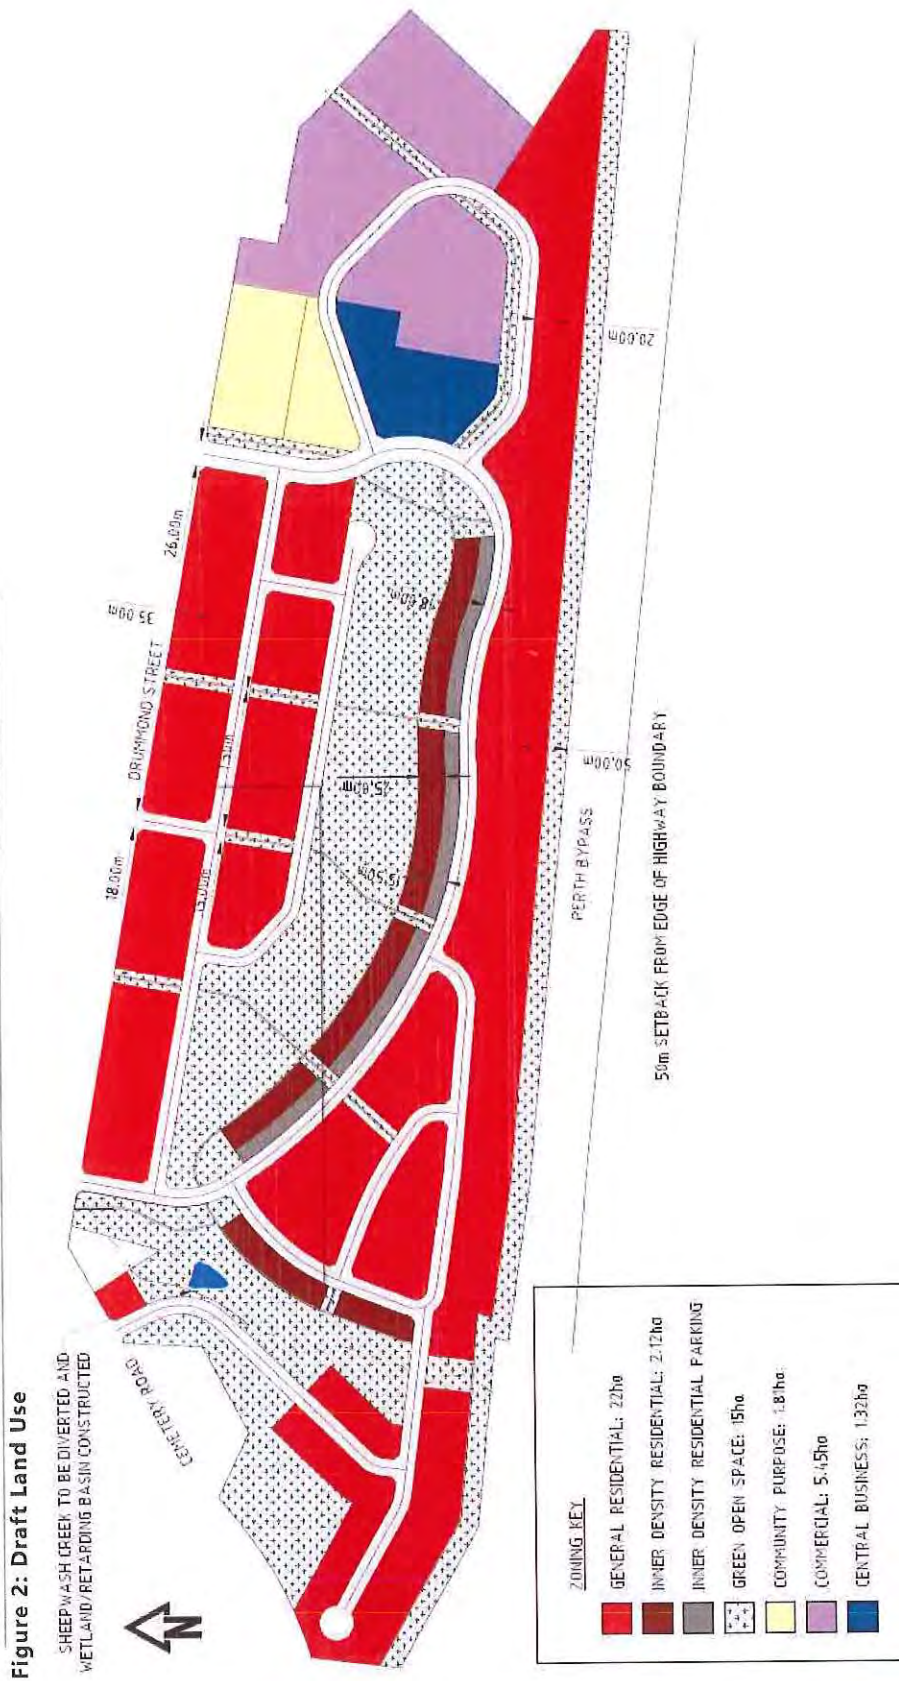 Figure 2: Draft Land Use
SHEEPWASH CREEK TO BE DIVERTED AND
WETLAND/RETARDING BASIN CONSTRUCTED
N
CEMETERY ROAD
DRUMMOND STREET
18.00m
26.00m
35.00m
15.00m
18.00m
25.00m
15.50m
20.00m
50.00m
PERTH BYPASS
50m SETBACK FROM EDGE OF HIGHWAY BOUNDARY
ZONING KEY
GENERAL RESIDENTIAL: 22ha
INNER DENSITY RESIDENTIAL: 2.12ha
INNER DENSITY RESIDENTIAL PARKING
GREEN OPEN SPACE: 15ha
COMMUNITY PURPOSE: 1.81ha
COMMERCIAL: 5.45ha
CENTRAL BUSINESS: 1.32ha